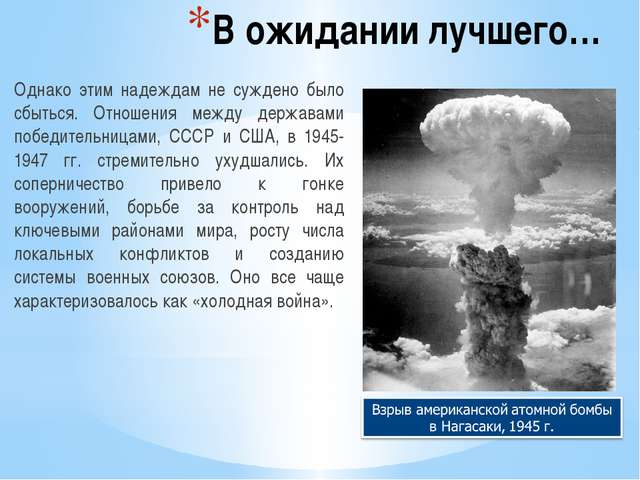 *В ожидании лучшего...
Однако этим надеждам не суждено было
сбыться. Отношения между державами
победительницами, СССР и США, в 1945-
1947 гг. стремительно ухудшались. Их
соперничество привело к гонке
вооружений, борьбе за контроль над
ключевыми районами мира, росту числа
локальных конфликтов и созданию
системы военных союзов. Оно все чаще
характеризовалось как «холодная война».
Взрыв американской атомной бомбы
в Нагасаки, 1945 г.